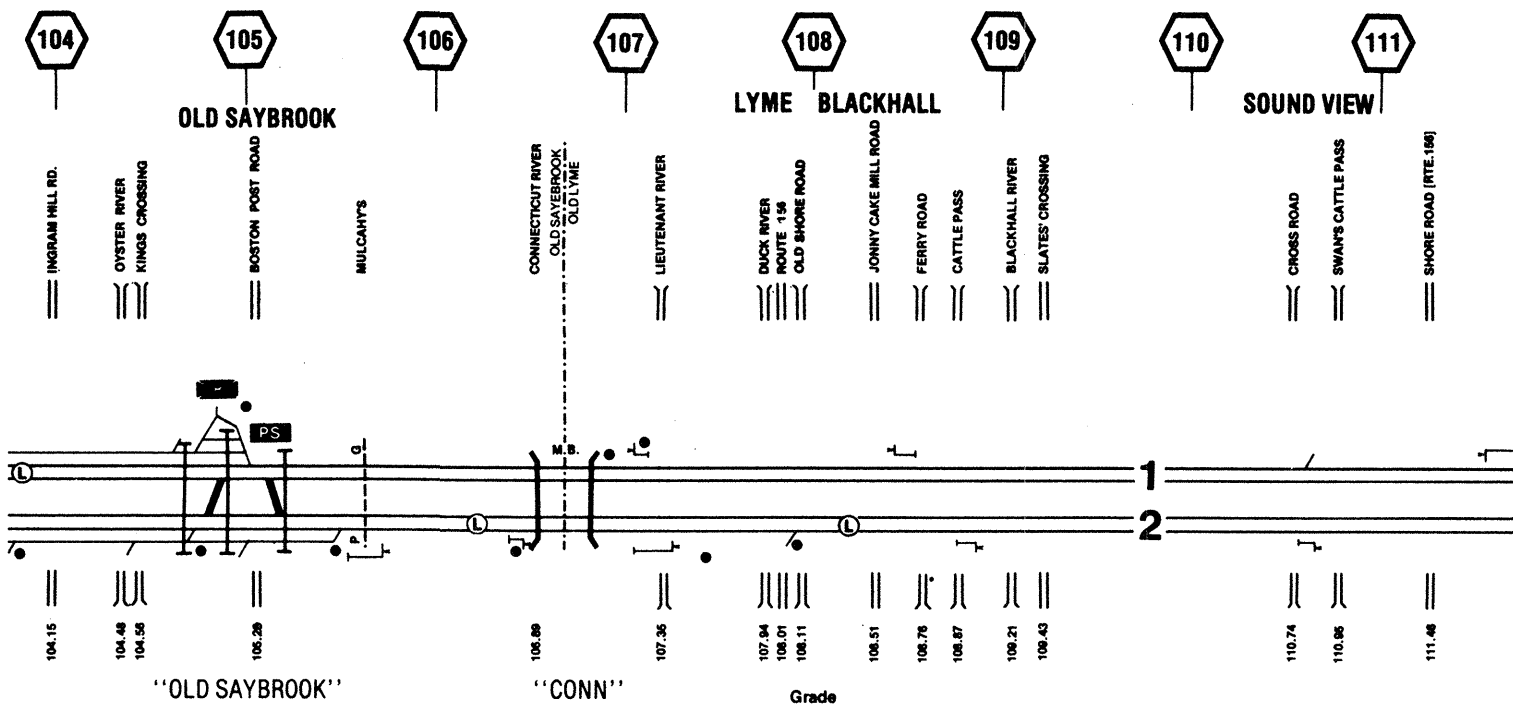 104 105 106 107 108 109 110 111
OLD SAYBROOK LYME BLACKHALL SOUND VIEW
INGRAM HILL RD.
OYSTER RIVER
KINGS CROSSING
BOSTON POST ROAD
MULCAHY'S
CONNECTICUT RIVER
OLD SAYEBROOK
OLD LYME
LIEUTENANT RIVER
DUCK RIVER
ROUTE 156
OLD SHORE ROAD
JONNY CAKE MILL ROAD
FERRY ROAD
CATTLE PASS
BLACKHALL RIVER
SLATES' CROSSING
CROSS ROAD
SWAN'S CATTLE PASS
SHORE ROAD [RTE.156]
PS
G
M.B.
L
1
L
L
2
P
104.15
104.48
104.56
105.29
106.89
107.35
107.94
108.01
108.11
108.51
108.76
108.87
109.21
109.43
110.74
110.95
111.46
"OLD SAYBROOK" "CONN" Grade